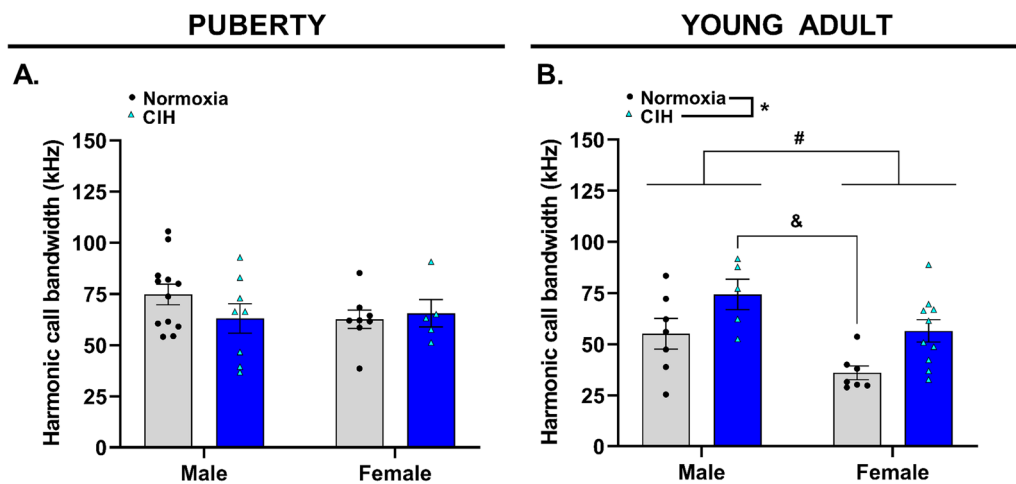 PUBERTY
YOUNG ADULT
A.
Normoxia
CIH
Harmonic call bandwidth (kHz)
150
125
100
75
50
25
0
Male Female
B.
Normoxia
CIH
*
#
&
Harmonic call bandwidth (kHz)
150
125
100
75
50
25
0
Male Female